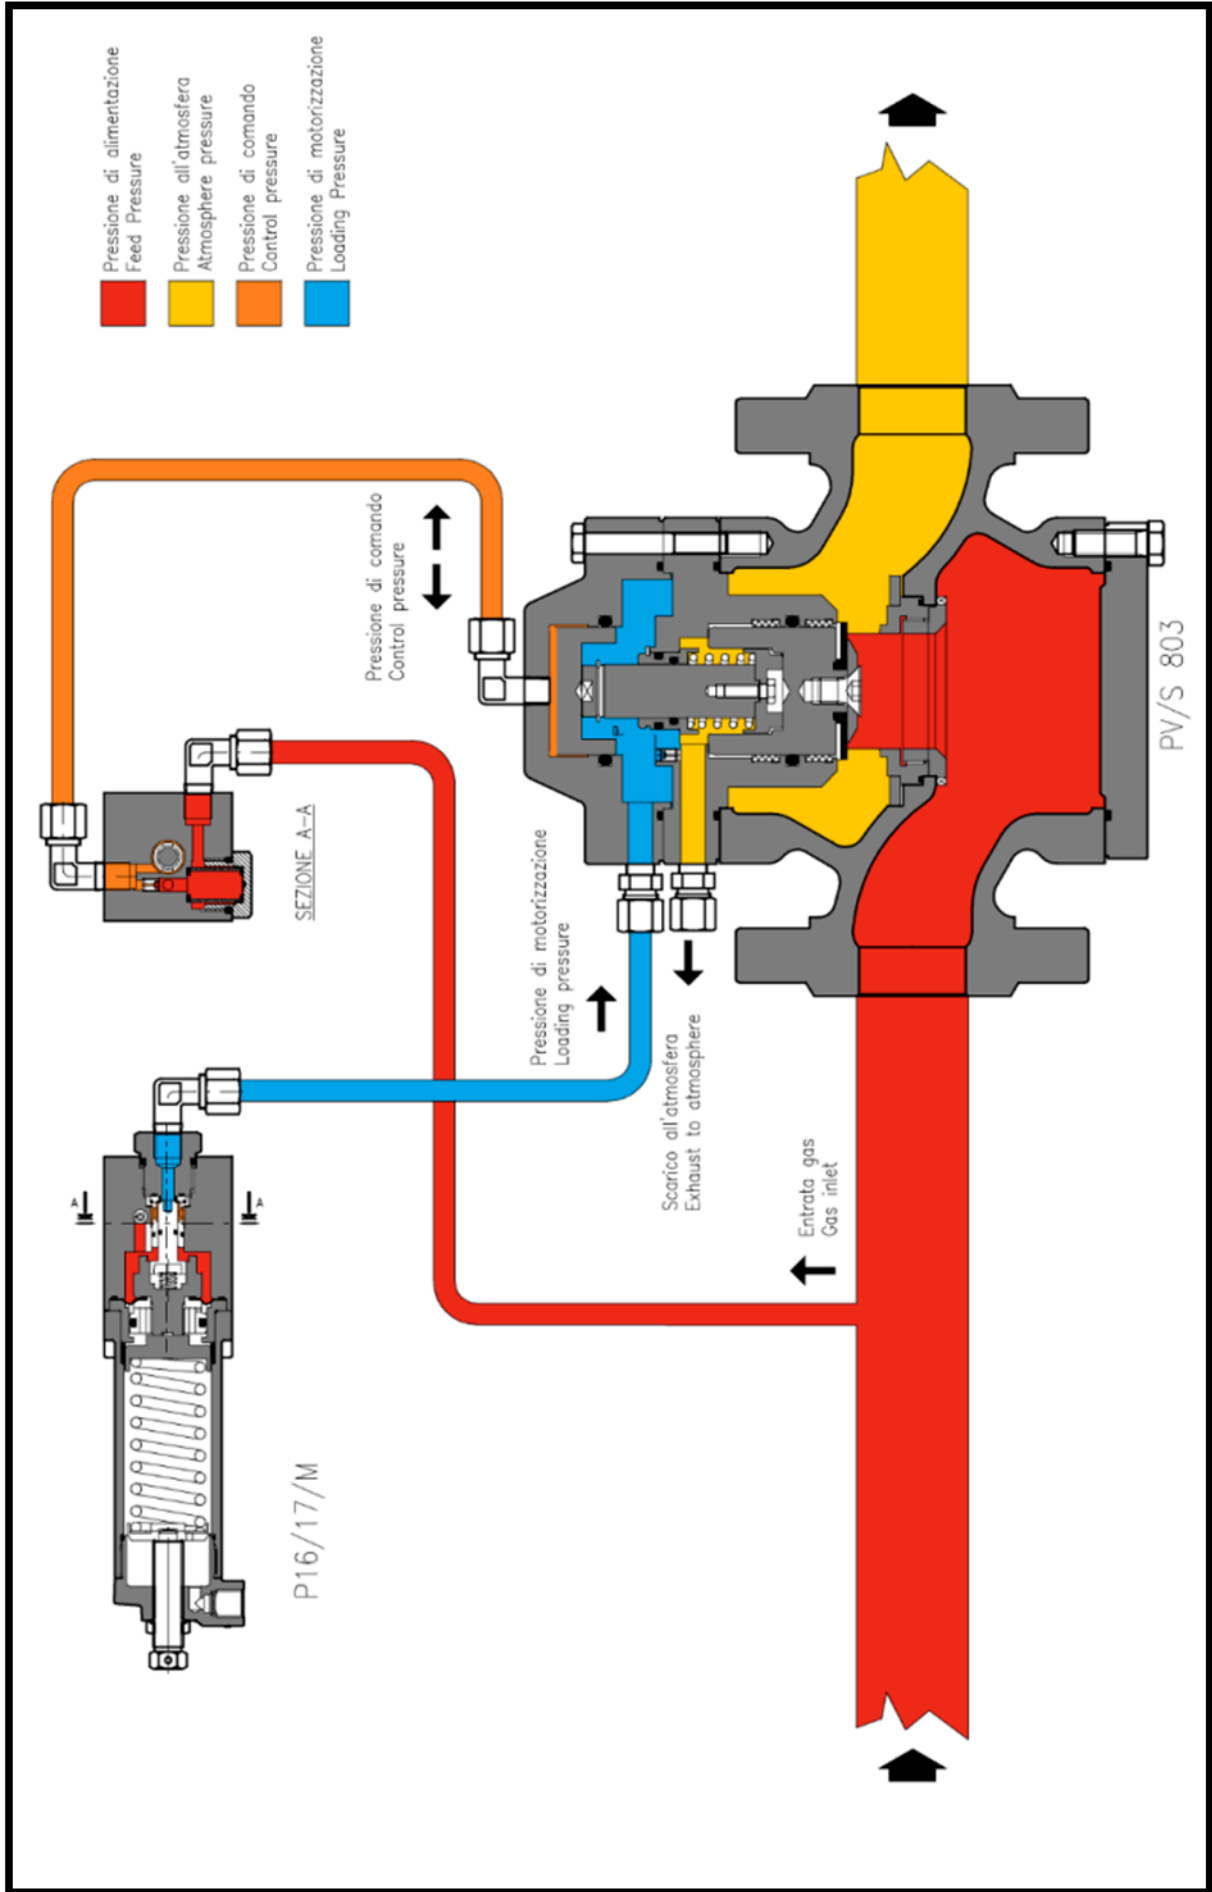 Pressione di alimentazione
Feed Pressure
Pressione all'atmosfera
Atmosphere pressure
Pressione di comando
Control pressure
Pressione di motorizzazione
Loading Pressure
Pressione di comando
Control pressure
SEZIONE A-A
Pressione di motorizzazione
Loading pressure
Scarico all'atmosfera
Exhaust to atmosphere
Entrata gas
Gas inlet
A
A
P16/17/M
PV/S 803